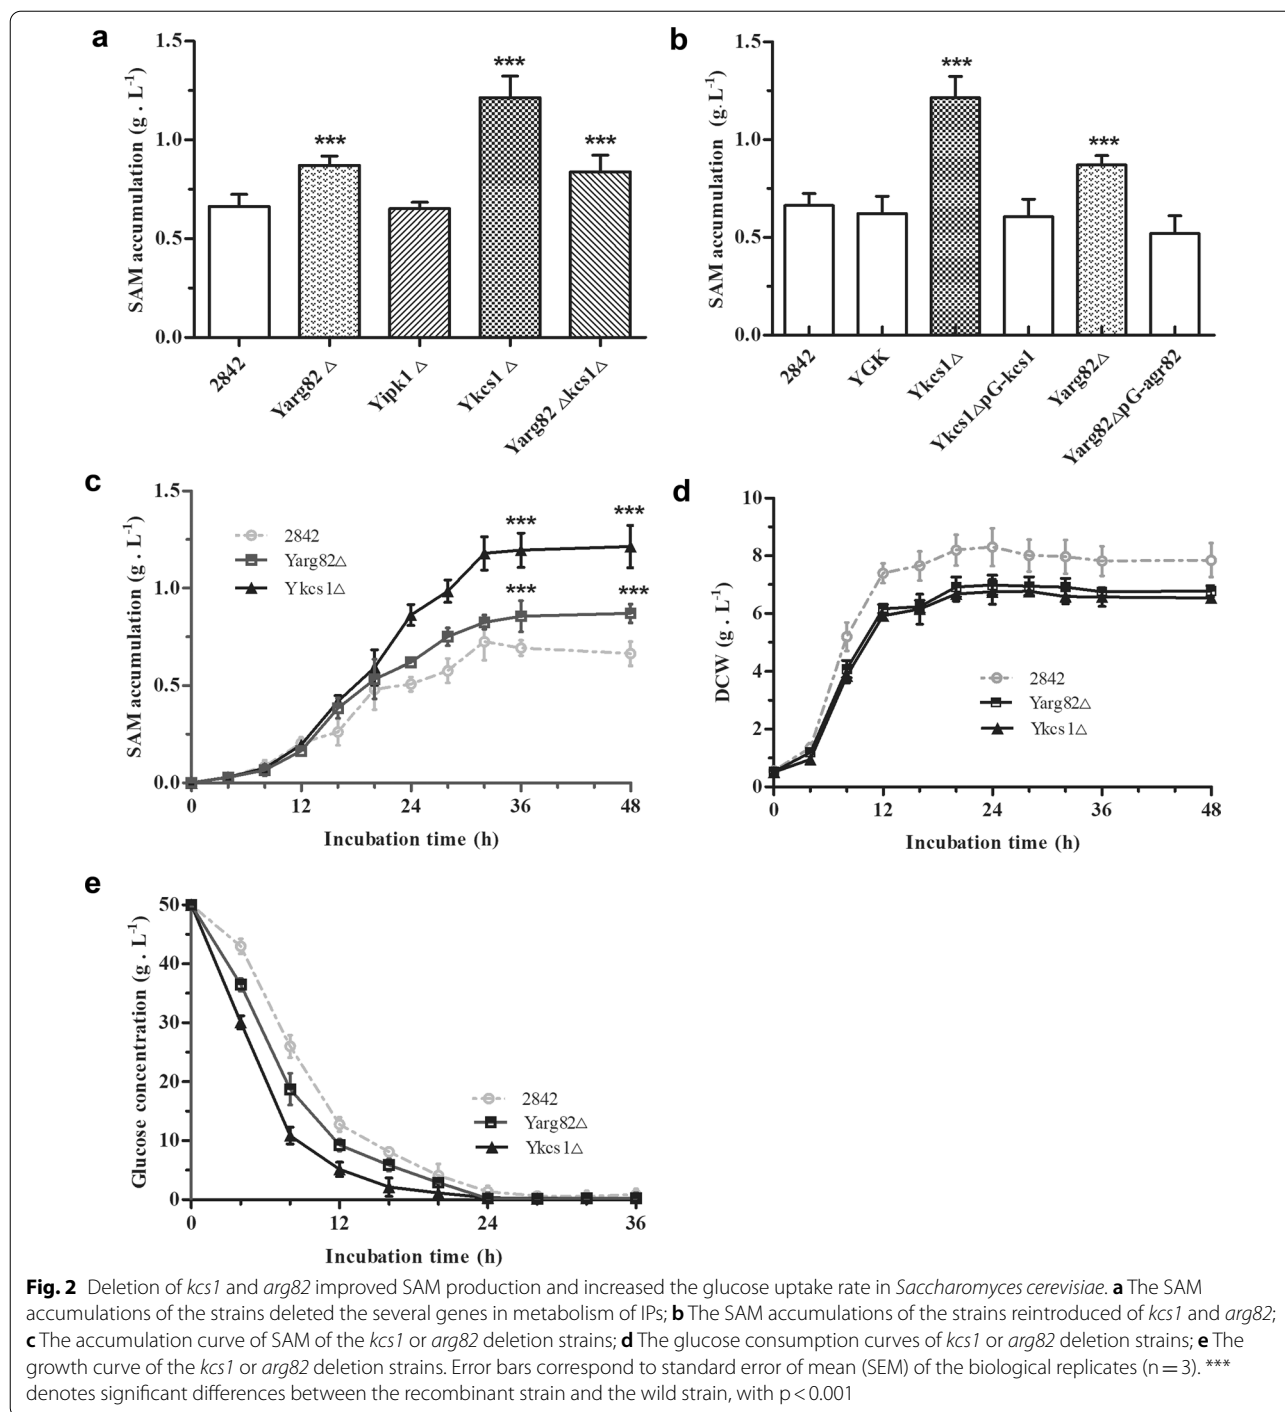 a
SAM accumulation (g . L-1)
1.5
1.0
0.5
0.0
***
***
***
2842
Yarg82 △
Yipk1 △
Ykcs1 △
Yarg82 △kcs1△
b
SAM accumulation (g. L-1)
1.5
1.0
0.5
0.0
***
***
2842
YGK
Ykcs1△
Ykcs1△pG-kcs1
Yarg82△
Yarg82△pG-agr82
c
SAM accumulation (g . L-1)
1.5
1.0
0.5
0.0
2842
Yarg82△
Ykcs1△
***
***
***
***
0 12 24 36 48
Incubation time (h)
d
DCW (g . L-1)
10
8
6
4
2
0
2842
Yarg82△
Ykcs1△
0 12 24 36 48
Incubation time (h)
e
Glucose concentration (g . L-1)
50
40
30
20
10
0
2842
Yarg82△
Ykcs1△
0 12 24 36
Incubation time (h)
Fig. 2 Deletion of kcs1 and arg82 improved SAM production and increased the glucose uptake rate in Saccharomyces cerevisiae. a The SAM
accumulations of the strains deleted the several genes in metabolism of IPs; b The SAM accumulations of the strains reintroduced of kcs1 and arg82;
c The accumulation curve of SAM of the kcs1 or arg82 deletion strains; d The glucose consumption curves of kcs1 or arg82 deletion strains; e The
growth curve of the kcs1 or arg82 deletion strains. Error bars correspond to standard error of mean (SEM) of the biological replicates (n = 3). ***
denotes significant differences between the recombinant strain and the wild strain, with p < 0.001